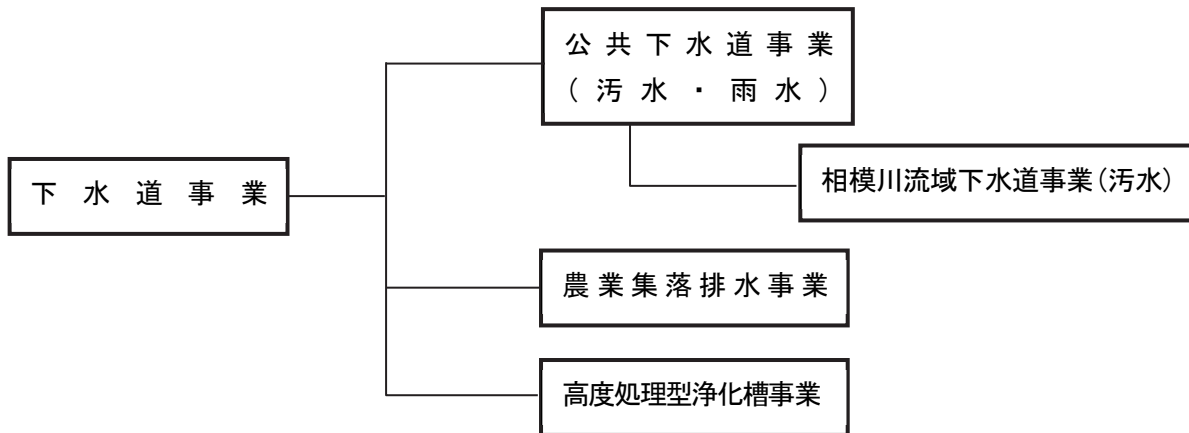 公共下水道事業
(汚水・雨水)
下水道事業
相模川流域下水道事業(汚水)
農業集落排水事業
高度処理型浄化槽事業